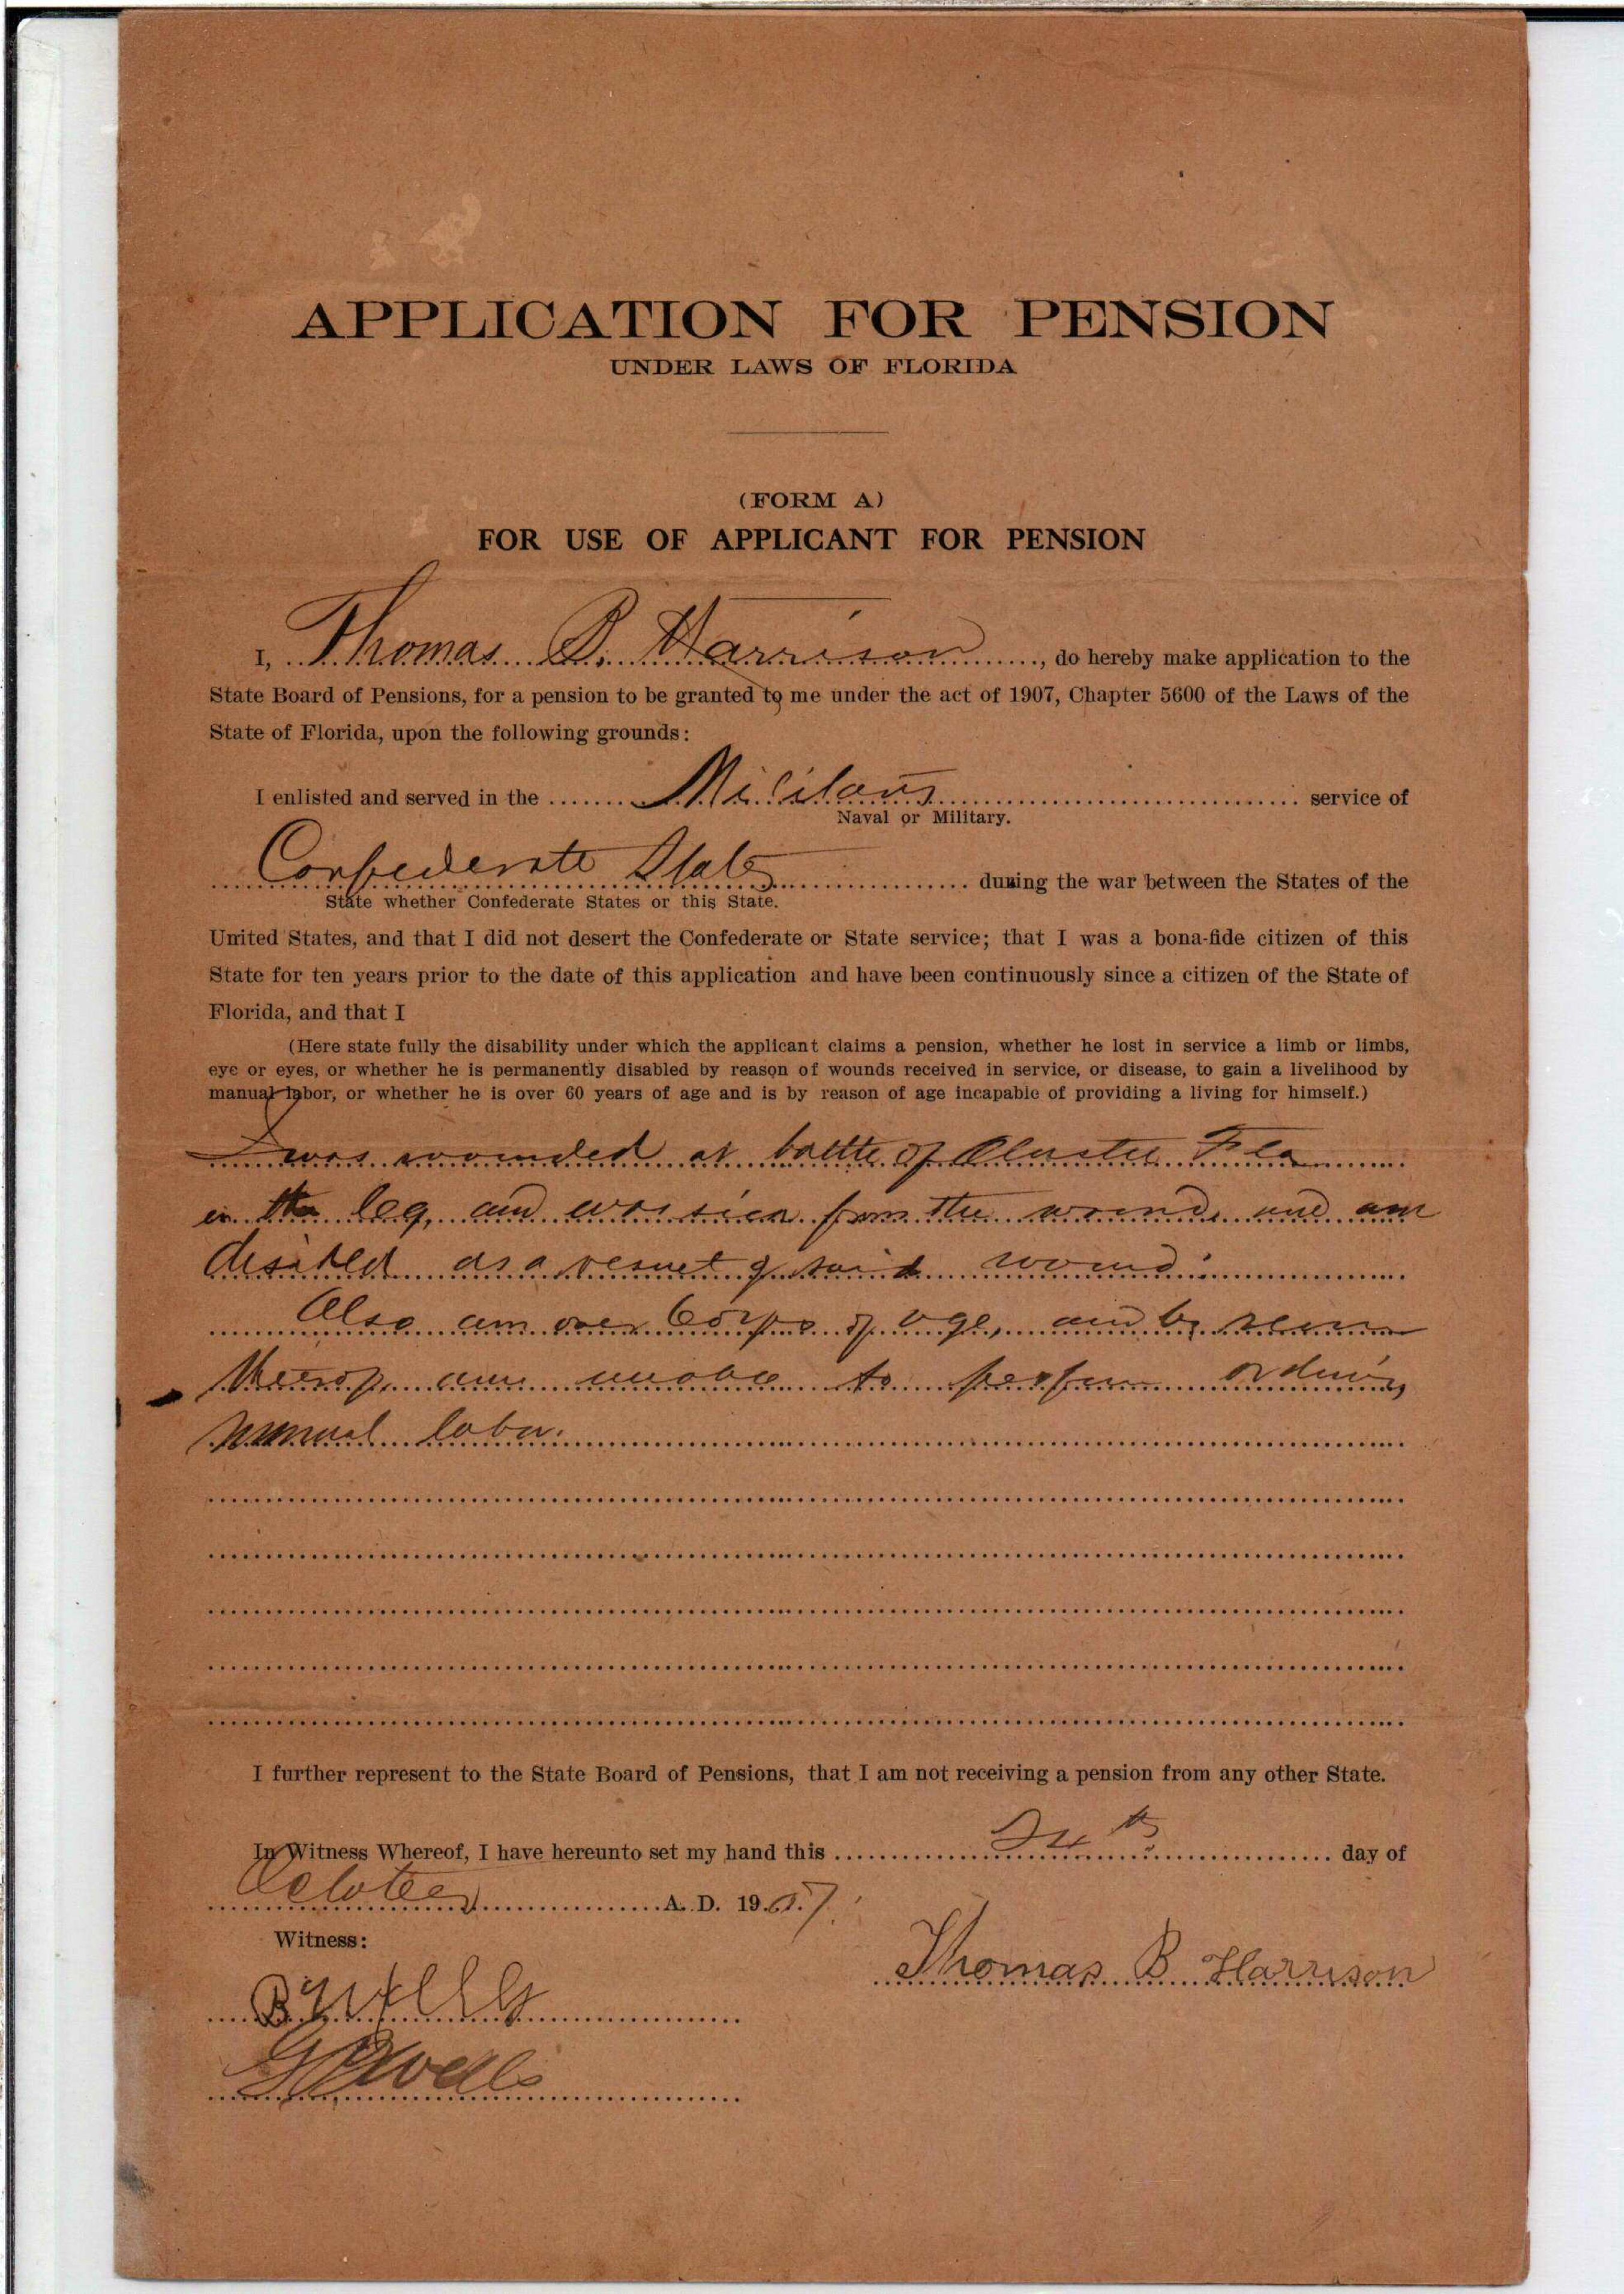 APPLICATION FOR PENSION
UNDER LAWS OF FLORIDA
(FORM A)
FOR USE OF APPLICANT FOR PENSION
I, Thomas B. Harrison, do hereby make application to the
State Board of Pensions, for a pension to be granted to me under the act of 1907, Chapter 5600 of the Laws of the
State of Florida, upon the following grounds:
I enlisted and served in the Military service of
Naval or Military.
Confederate States during the war between the States of the
State whether Confederate States or this State.
United States, and that I did not desert the Confederate or State service; that I was a bona-fide citizen of this
State for ten years prior to the date of this application and have been continuously since a citizen of the State of
Florida, and that I
(Here state fully the disability under which the applicant claims a pension, whether he lost in service a limb or limbs,
eye or eyes, or whether he is permanently disabled by reason of wounds received in service, or disease, to gain a livelihood by
manual labor, or whether he is over 60 years of age and is by reason of age incapable of providing a living for himself.)
I was wounded at battle of Olustee Fla
in the leg, and was sick from the wound, and am
disabled as a result of said wound.
Also am over 60 yrs of age, and by reason
thereof, am unable to perform ordinary
manual labor.
I further represent to the State Board of Pensions, that I am not receiving a pension from any other State.
In Witness Whereof, I have hereunto set my hand this 24th day of
October A. D. 1907.
Witness:
Thomas B Harrison
Wells